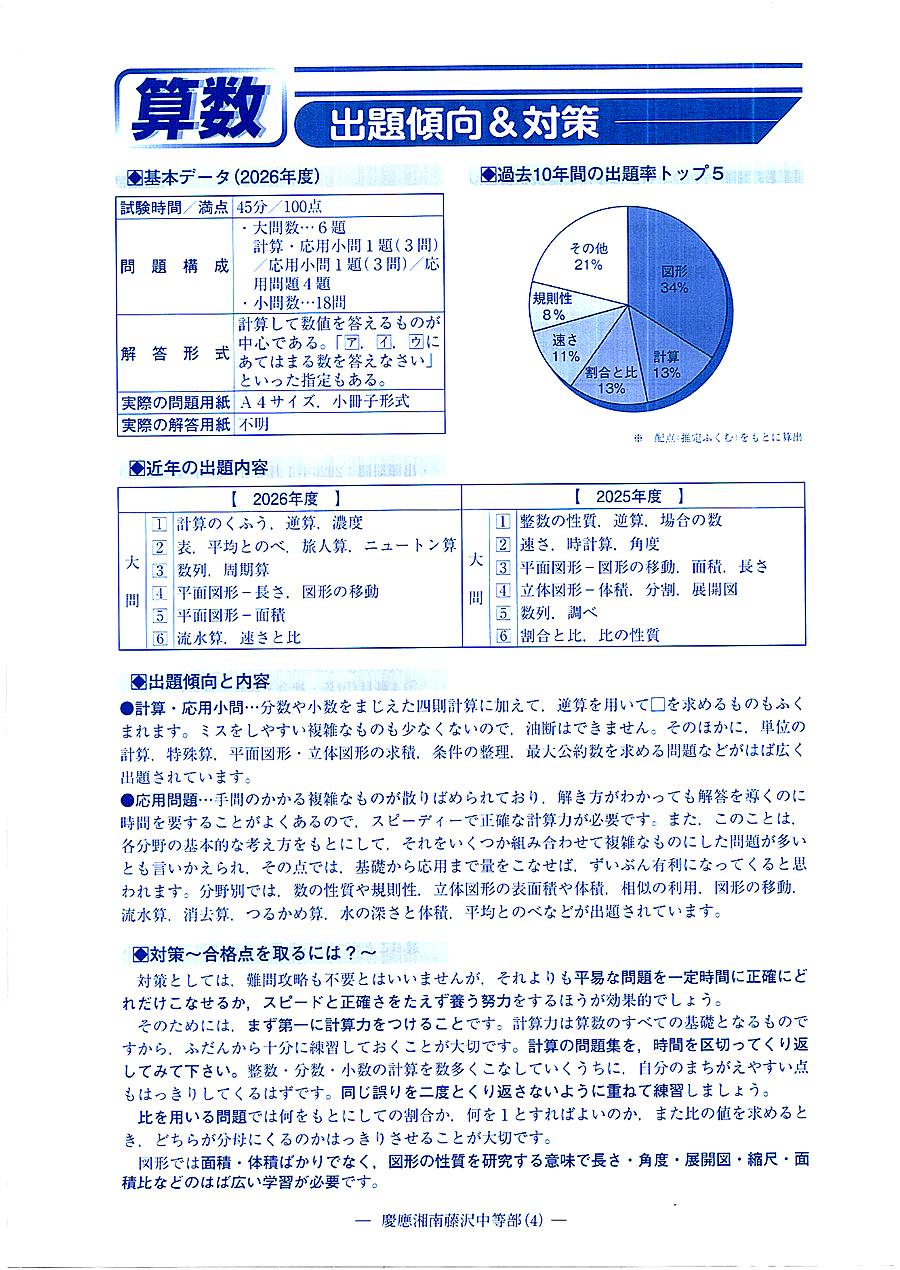 算数
出題傾向&対策
◆基本データ(2026年度)
試験時間/満点 45分/100点
問題構成
・大問数…6題
計算・応用小問1題(3問)
/応用小問1題(3問)/応
用問題4題
・小問数…18問
解答形式
計算して数値を答えるものが
中心である。「ア,イ,ウに
あてはまる数を答えなさい」
といった指定もある。
実際の問題用紙 A4サイズ,小冊子形式
実際の解答用紙 不明
◆過去10年間の出題率トップ5
図形
34%
計算
13%
割合と比
13%
速さ
11%
規則性
8%
その他
21%
※ 配点(推定ふくむ)をもとに算出
◆近年の出題内容
【 2026年度 】
大問
1 計算のくふう,逆算,濃度
2 表,平均とのべ,旅人算,ニュートン算
3 数列,周期算
4 平面図形−長さ,図形の移動
5 平面図形−面積
6 流水算,速さと比
【 2025年度 】
大問
1 整数の性質,逆算,場合の数
2 速さ,時計算,角度
3 平面図形−図形の移動,面積,長さ
4 立体図形−体積,分割,展開図
5 数列,調べ
6 割合と比,比の性質
◆出題傾向と内容
●計算・応用小問…分数や小数をまじえた四則計算に加えて,逆算を用いて□を求めるものもふく
まれます。ミスをしやすい複雑なものも少なくないので,油断はできません。そのほかに,単位の
計算,特殊算,平面図形・立体図形の求積,条件の整理,最大公約数を求める問題などがはば広く
出題されています。
●応用問題…手間のかかる複雑なものが散りばめられており,解き方がわかっても解答を導くのに
時間を要することがよくあるので,スピーディーで正確な計算力が必要です。また,このことは,
各分野の基本的な考え方をもとにして,それをいくつか組み合わせて複雑なものにした問題が多い
とも言いかえられ,その点では,基礎から応用まで量をこなせば,ずいぶん有利になってくると思
われます。分野別では,数の性質や規則性,立体図形の表面積や体積,相似の利用,図形の移動,
流水算,消去算,つるかめ算,水の深さと体積,平均とのべなどが出題されています。
◆対策〜合格点を取るには?〜
対策としては,難問攻略も不要とはいいませんが,それよりも平易な問題を一定時間に正確にど
れだけこなせるか,スピードと正確さをたえず養う努力をするほうが効果的でしょう。
そのためには,まず第一に計算力をつけることです。計算力は算数のすべての基礎となるもので
すから,ふだんから十分に練習しておくことが大切です。計算の問題集を,時間を区切ってくり返
してみて下さい。整数・分数・小数の計算を数多くこなしていくうちに,自分のまちがえやすい点
もはっきりしてくるはずです。同じ誤りを二度とくり返さないように重ねて練習しましょう。
比を用いる問題では何をもとにしての割合か,何を1とすればよいのか,また比の値を求めると
き,どちらが分母にくるのかはっきりさせることが大切です。
図形では面積・体積ばかりでなく,図形の性質を研究する意味で長さ・角度・展開図・縮尺・面
積比などのはば広い学習が必要です。
— 慶應湘南藤沢中等部(4) —